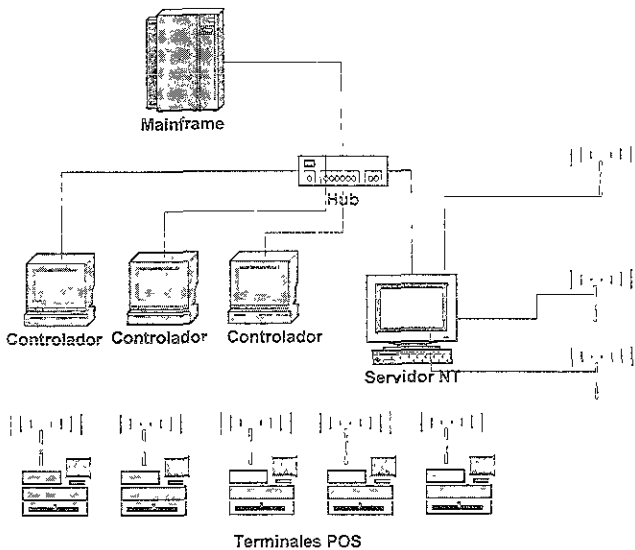 Mainframe
Hub
Controlador
Controlador
Controlador
Servidor NT
Terminales POS